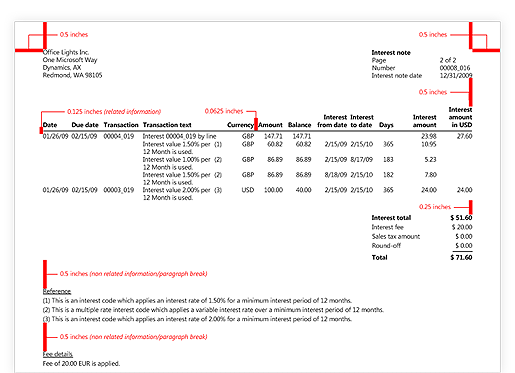 0.5 inches 0.5 inches
Office Lights Inc. Interest note
One Microsoft Way Page 2 of 2
Dynamics, AX Number 00008_016
Redmond, WA 98105 Interest note date 12/31/2009
0.5 inches
0.125 inches (related information) 0.0625 inches
Date Due date Transaction Transaction text Currency Amount Balance Interest from date Interest to date Days Interest amount Interest amount in USD
01/26/09 02/15/09 00004_019 Interest 00004_019 by line GBP 147.71 147.71 23.98 27.60
Interest value 1.50% per (1) GBP 60.82 60.82 2/15/09 2/15/10 365 10.95
12 Month is used.
Interest value 1.00% per (2) GBP 86.89 86.89 2/15/09 8/17/09 183 5.23
12 Month is used.
Interest value 1.50% per (2) GBP 86.89 86.89 8/18/09 2/15/10 182 7.80
12 Month is used.
01/26/09 02/15/09 00003_019 Interest value 2.00% per (3) USD 100.00 40.00 2/15/09 2/15/10 365 24.00 24.00
12 Month is used.
0.25 inches
Interest total $ 51.60
Interest fee $ 20.00
Sales tax amount $ 0.00
Round-off $ 0.00
Total $ 71.60
0.5 inches (non related information/paragraph break)
Reference
(1) This is an interest code which applies an interest rate of 1.50% for a minimum interest period of 12 months.
(2) This is a multiple rate interest code which applies a variable interest rate over a minimum interest period of 12 months.
(3) This is an interest code which applies an interest rate of 2.00% for a minimum interest period of 12 months.
0.5 inches (non related information/paragraph break)
Fee details
Fee of 20.00 EUR is applied.